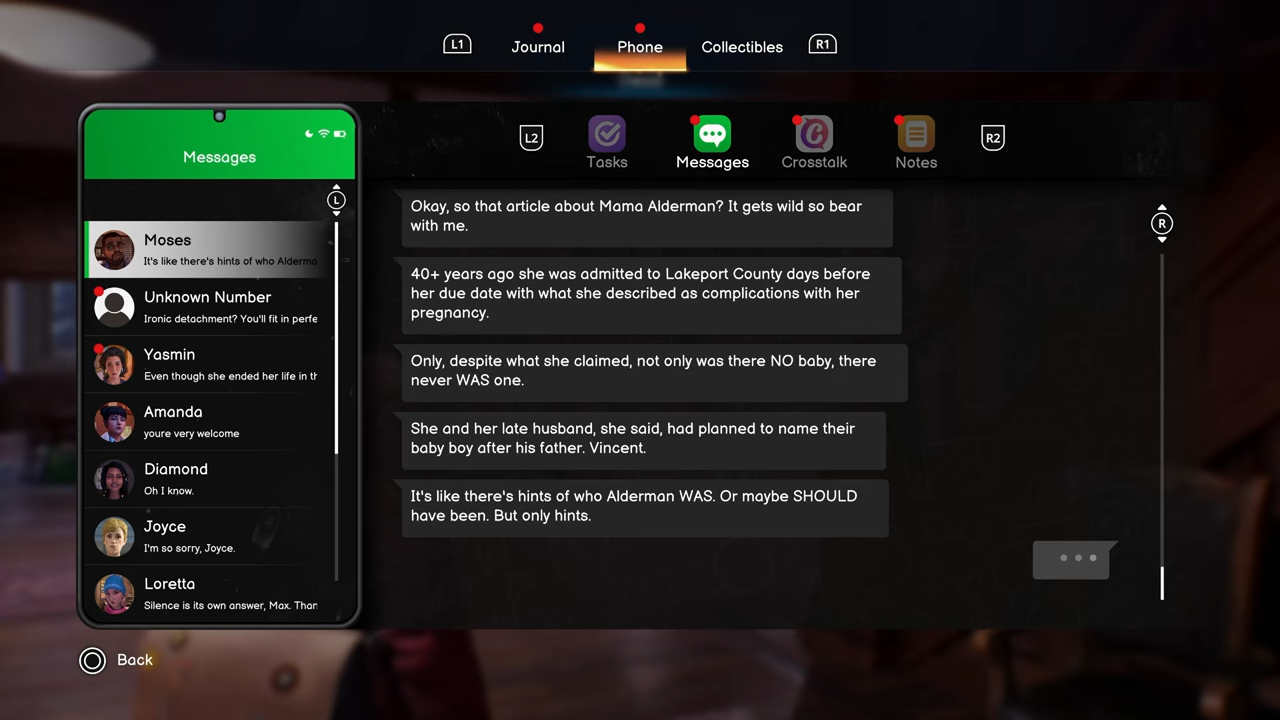 L1
Journal
Phone
Collectibles
R1
Messages
L2
Tasks
Messages
Crosstalk
Notes
R2
L
R
Moses
It's like there's hints of who Alderma
Unknown Number
Ironic detachment? You'll fit in perfe
Yasmin
Even though she ended her life in th
Amanda
youre very welcome
Diamond
Oh I know.
Joyce
I'm so sorry, Joyce.
Loretta
Silence is its own answer, Max. Than
Okay, so that article about Mama Alderman? It gets wild so bear
with me.
40+ years ago she was admitted to Lakeport County days before
her due date with what she described as complications with her
pregnancy.
Only, despite what she claimed, not only was there NO baby, there
never WAS one.
She and her late husband, she said, had planned to name their
baby boy after his father. Vincent.
It's like there's hints of who Alderman WAS. Or maybe SHOULD
have been. But only hints.
Back